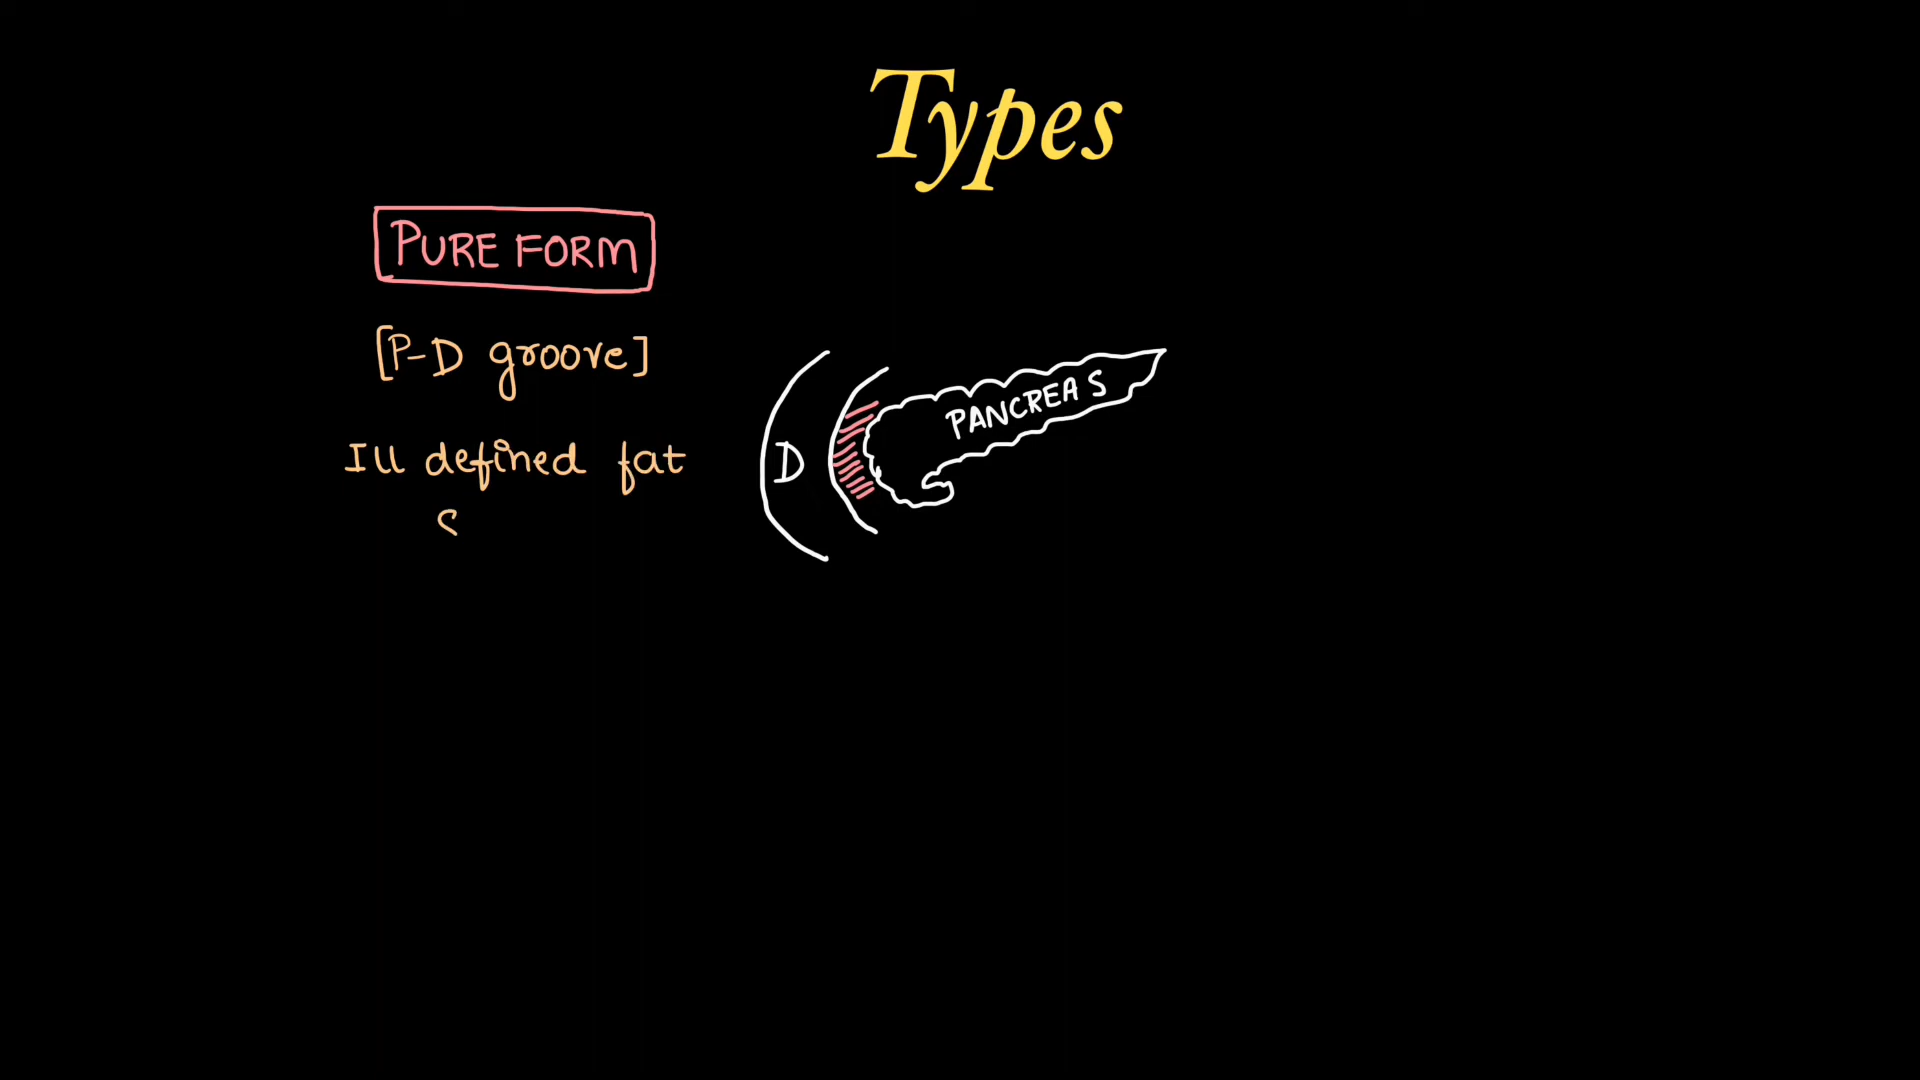 Types
PURE FORM
[P-D groove]
Ill defined fat
S
D
PANCREAS